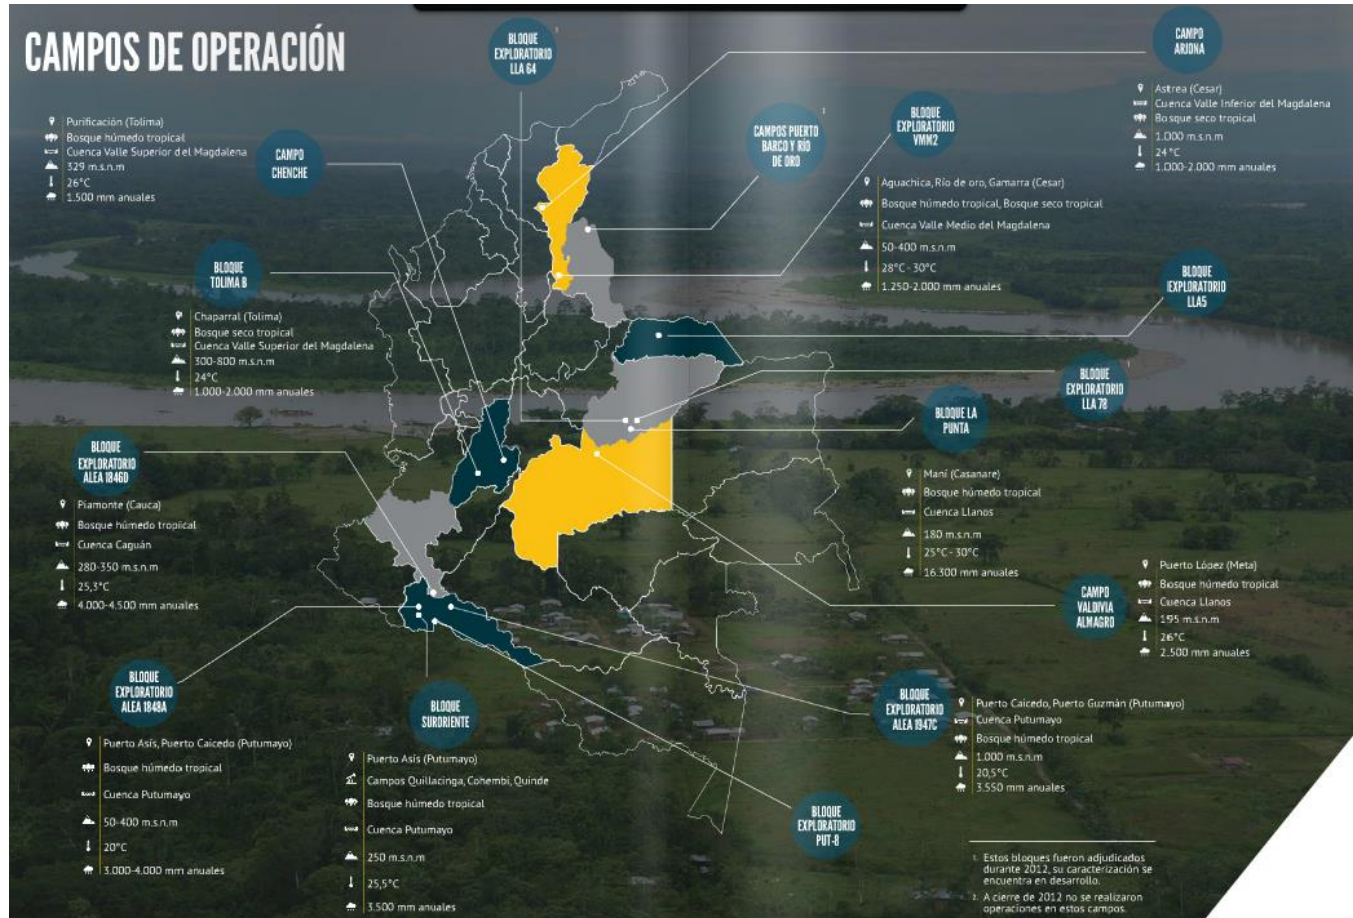 CAMPOS DE OPERACIÓN
BLOQUE
EXPLORATORIO
LLA 64
1
CAMPO
ARJONA
Astrea (Cesar)
Cuenca Valle Inferior del Magdalena
Bosque seco tropical
1.000 m.s.n.m
24°C
1.000-2.000 mm anuales
Purificación (Tolima)
Bosque húmedo tropical
Cuenca Valle Superior del Magdalena
329 m.s.n.m
26°C
1.500 mm anuales
CAMPO
CHENCHE
CAMPOS PUERTO
BARCO Y RÍO
DE ORO
2
BLOQUE
EXPLORATORIO
VMM2
Aguachica, Río de oro, Gamarra (Cesar)
Bosque húmedo tropical, Bosque seco tropical
Cuenca Valle Medio del Magdalena
50-400 m.s.n.m
28°C - 30°C
1.250-2.000 mm anuales
BLOQUE
TOLIMA B
Chaparral (Tolima)
Bosque seco tropical
Cuenca Valle Superior del Magdalena
300-800 m.s.n.m
24°C
1.000-2.000 mm anuales
BLOQUE
EXPLORATORIO
LLA5
BLOQUE
EXPLORATORIO
LLA 78
1
BLOQUE LA
PUNTA
Maní (Casanare)
Bosque húmedo tropical
Cuenca Llanos
180 m.s.n.m
25°C - 30°C
16.300 mm anuales
BLOQUE
EXPLORATORIO
ALEA 1846D
Piamonte (Cauca)
Bosque húmedo tropical
Cuenca Caguán
280-350 m.s.n.m
25,3°C
4.000-4.500 mm anuales
CAMPO
VALDIVIA
ALMAGRO
Puerto López (Meta)
Bosque húmedo tropical
Cuenca Llanos
195 m.s.n.m
26°C
2.500 mm anuales
BLOQUE
EXPLORATORIO
ALEA 1848A
Puerto Asís, Puerto Caicedo (Putumayo)
Bosque húmedo tropical
Cuenca Putumayo
50-400 m.s.n.m
20°C
3.000-4.000 mm anuales
BLOQUE
SURORIENTE
Puerto Asís (Putumayo)
Campos Quillacinga, Cohembi, Quinde
Bosque húmedo tropical
Cuenca Putumayo
250 m.s.n.m
25,5°C
3.500 mm anuales
BLOQUE
EXPLORATORIO
ALEA 1947C
Puerto Caicedo, Puerto Guzmán (Putumayo)
Cuenca Putumayo
Bosque húmedo tropical
1.000 m.s.n.m
20,5°C
3.550 mm anuales
BLOQUE
EXPLORATORIO
PUT-8
1. Estos bloques fueron adjudicados
durante 2012, su caracterización se
encuentra en desarrollo.
2. A cierre de 2012 no se realizaron
operaciones en estos campos.